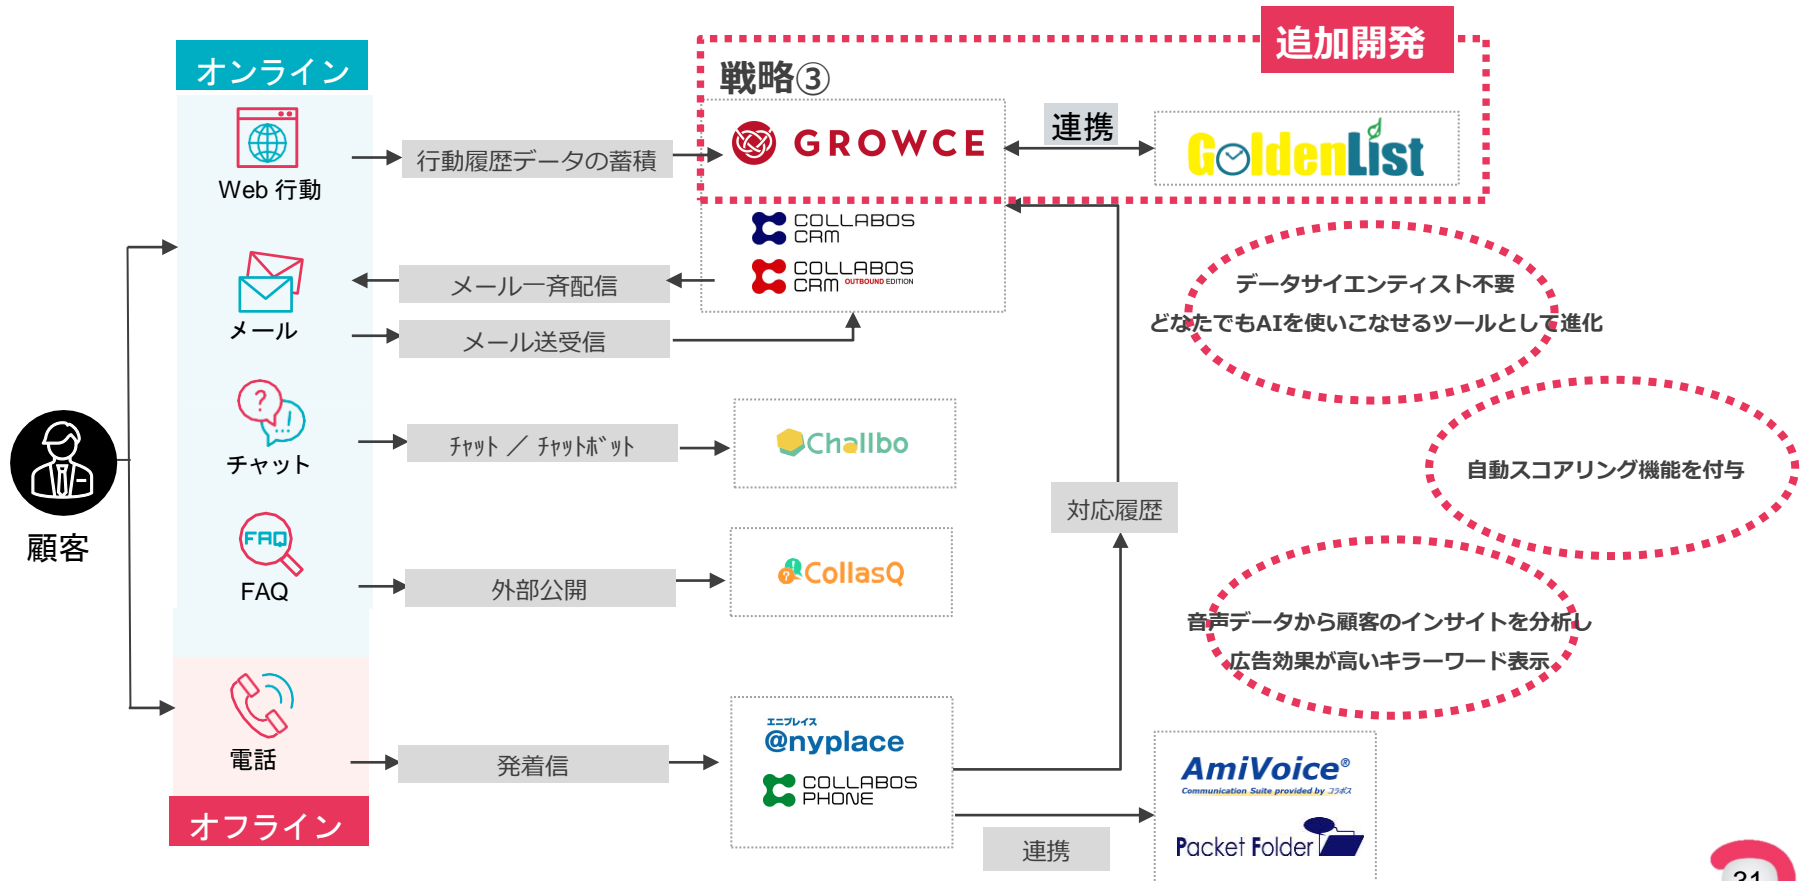 追加開発
オンライン
戦略③
GROWCE
連携
GoldenList
行動履歴データの蓄積
Web 行動
COLLABOS
CRM
COLLABOS
CRM OUTBOUND EDITION
メール一斉配信
メール
メール送受信
データサイエンティスト不要
どなたでもAIを使いこなせるツールとして進化
チャット
ﾁｬｯﾄ ／ ﾁｬｯﾄﾎﾞｯﾄ
Challbo
自動スコアリング機能を付与
顧客
対応履歴
FAQ
FAQ
外部公開
CollasQ
音声データから顧客のインサイトを分析し
広告効果が高いキラーワード表示
電話
発着信
エニプレイス
@nyplace
COLLABOS
PHONE
オフライン
連携
AmiVoice®
Communication Suite provided by コラボス
Packet Folder
31